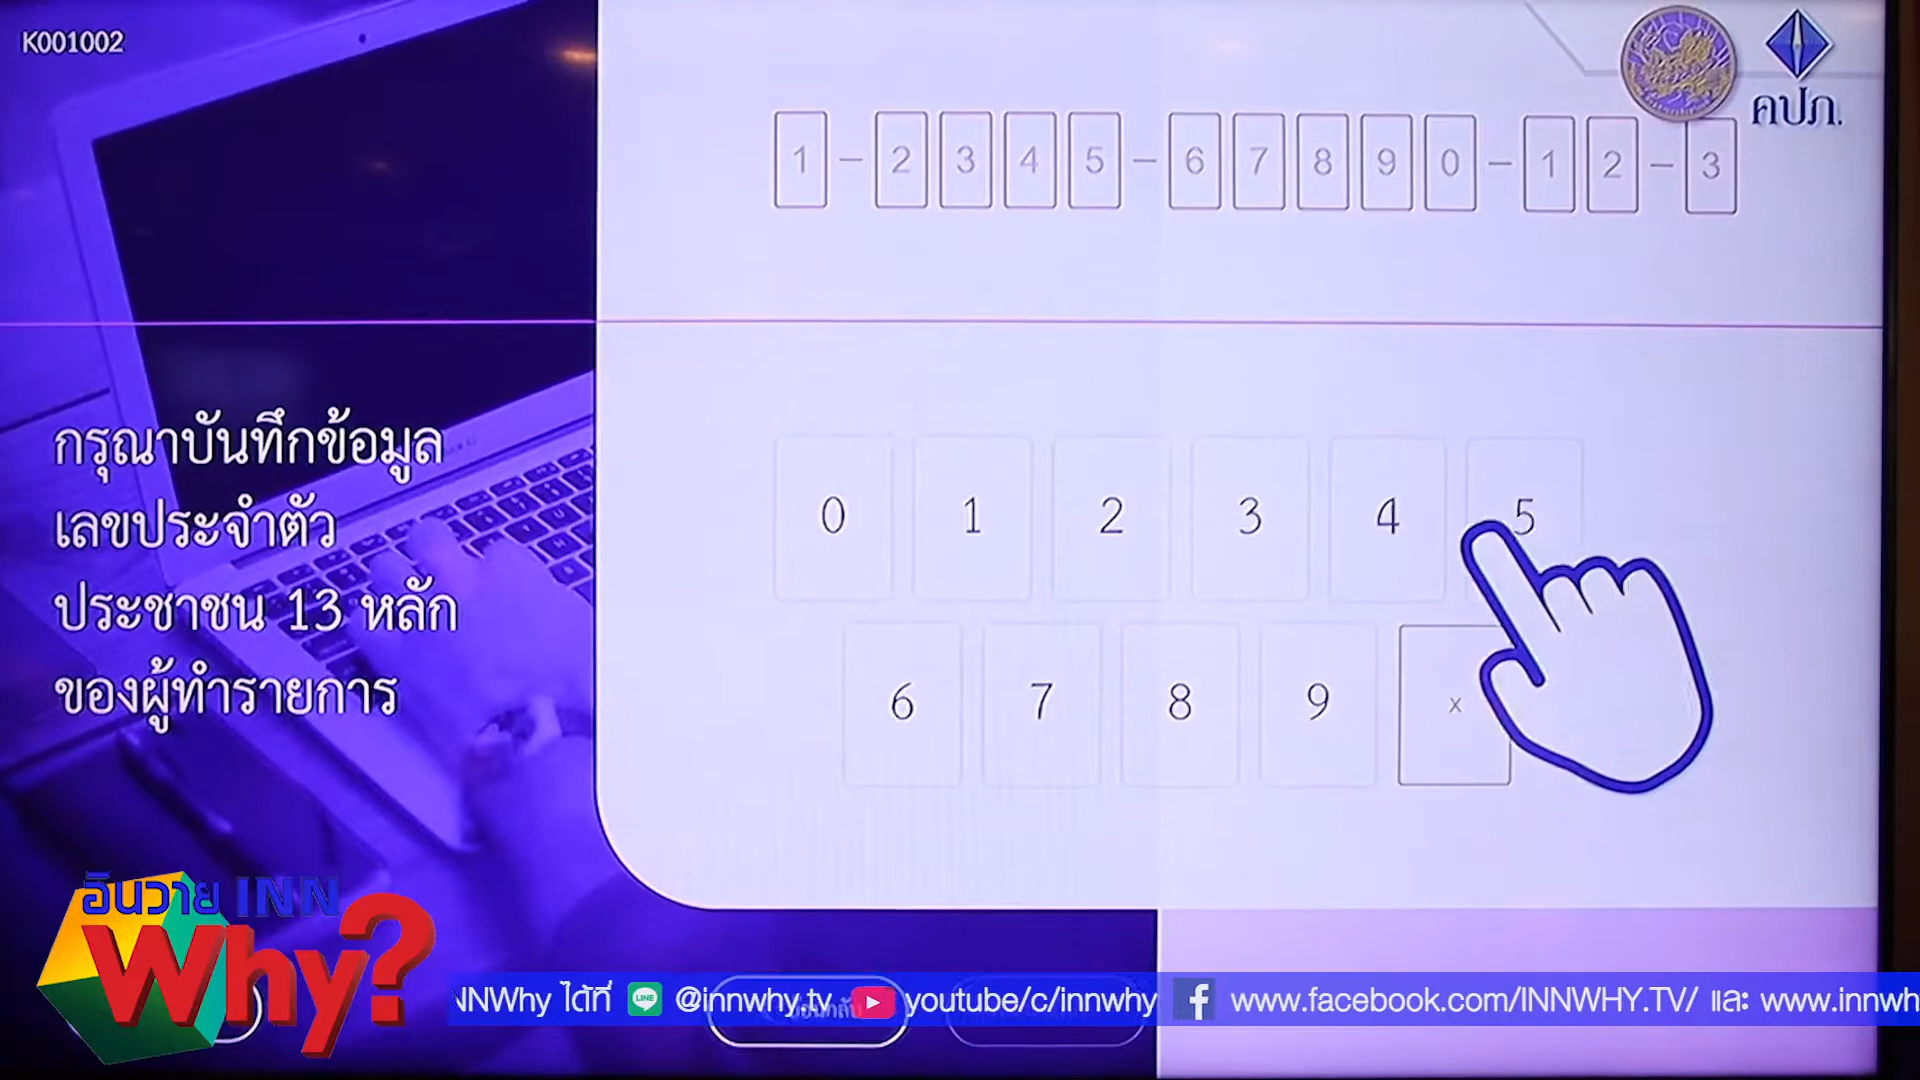 K001002
คปภ.
1 - 2 3 4 5 - 6 7 8 9 0 - 1 2 - 3
กรุณาบันทึกข้อมูล
เลขประจำตัว
ประชาชน 13 หลัก
ของผู้ทำรายการ
0 1 2 3 4 5
6 7 8 9 x
อินวาย INN
Why?
NNWhy ได้ที่ LINE @innwhy.tv youtube/c/innwhy f www.facebook.com/INNWHY.TV/ และ www.innwh